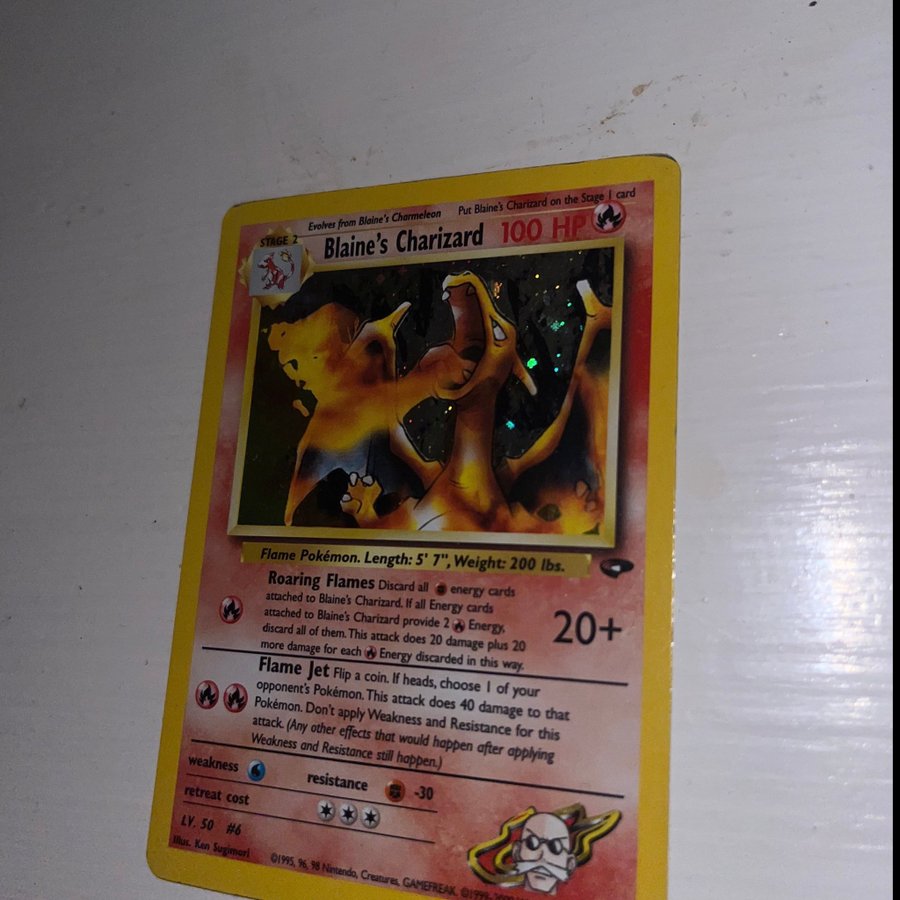 Evolves from Blaine's Charmeleon Put Blaine's Charizard on the Stage 1 card
STAGE 2
Blaine's Charizard 100 HP
Flame Pokémon. Length: 5' 7", Weight: 200 lbs.
Roaring Flames Discard all energy cards
attached to Blaine's Charizard. If all Energy cards
attached to Blaine's Charizard provide 2 Energy,
discard all of them. This attack does 20 damage plus 20
more damage for each Energy discarded in this way.
20+
Flame Jet Flip a coin. If heads, choose 1 of your
opponent's Pokémon. This attack does 40 damage to that
Pokémon. Don't apply Weakness and Resistance for this
attack. (Any other effects that would happen after applying
Weakness and Resistance still happen.)
weakness resistance -30
retreat cost
LV. 50 #6
Illus. Ken Sugimori
©1995, 96, 98 Nintendo, Creatures, GAMEFREAK. ©1999-2000